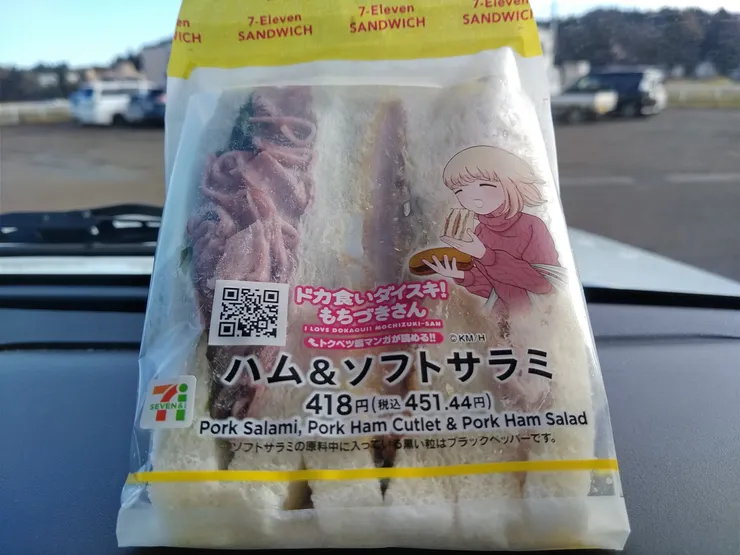 en
ICH
7-Eleven
SANDWICH
7-Eleven
SANDWICH
7-Eleven
SANDWICH
ドカ食いダイスキ!
もちづきさん
I LOVE DOKAGUI! MOCHIZUKI-SAN
トクベツ篇マンガが読める!!
©KM/H
ハム&ソフトサラミ
418円(税込 451.44円)
Pork Salami, Pork Ham Cutlet & Pork Ham Salad
ソフトサラミの原料中に入っている黒い粒はブラックペッパーです。
7
SEVEN&i